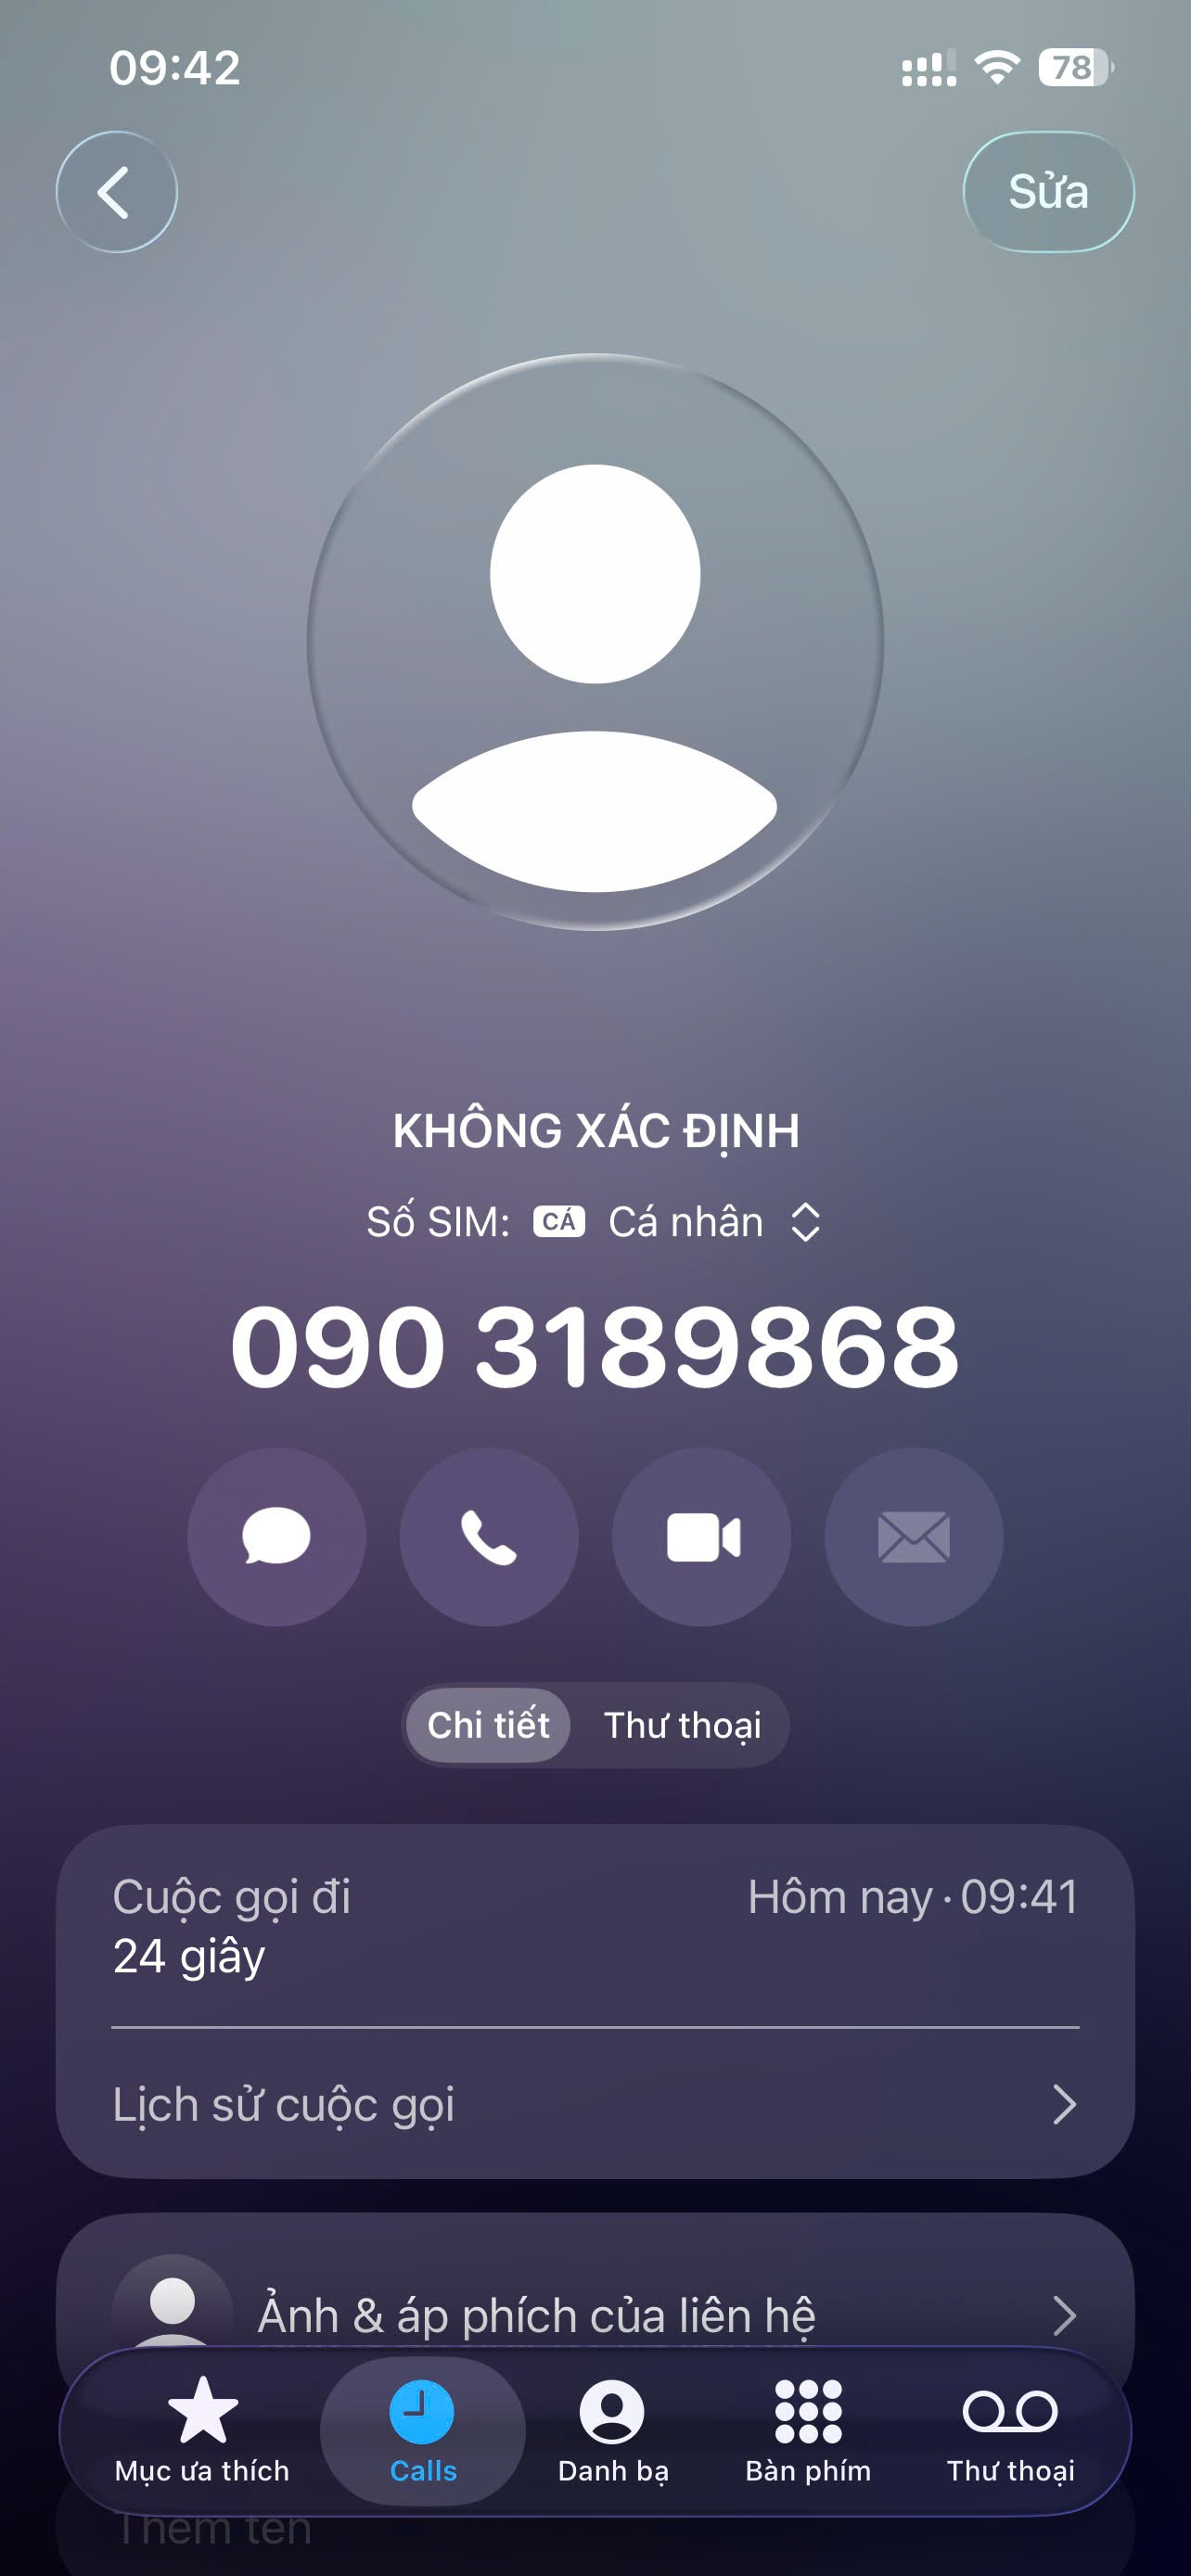 09:42
78
Sửa
KHÔNG XÁC ĐỊNH
Số SIM: CÁ Cá nhân
090 3189868
Chi tiết Thư thoại
Cuộc gọi đi Hôm nay · 09:41
24 giây
Lịch sử cuộc gọi
Ảnh & áp phích của liên hệ
Mục ưa thích Calls Danh bạ Bàn phím Thư thoại
Thêm tên